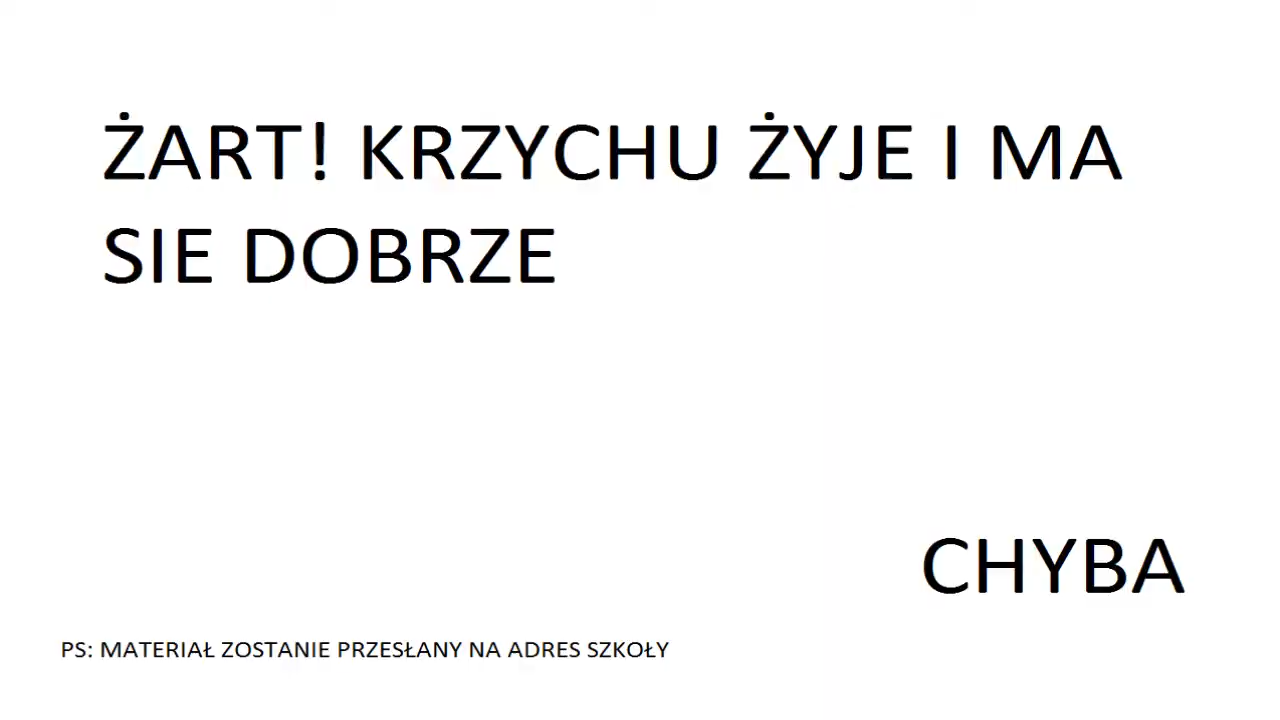 ŻART! KRZYCHU ŻYJE I MA
SIE DOBRZE
CHYBA
PS: MATERIAŁ ZOSTANIE PRZESŁANY NA ADRES SZKOŁY